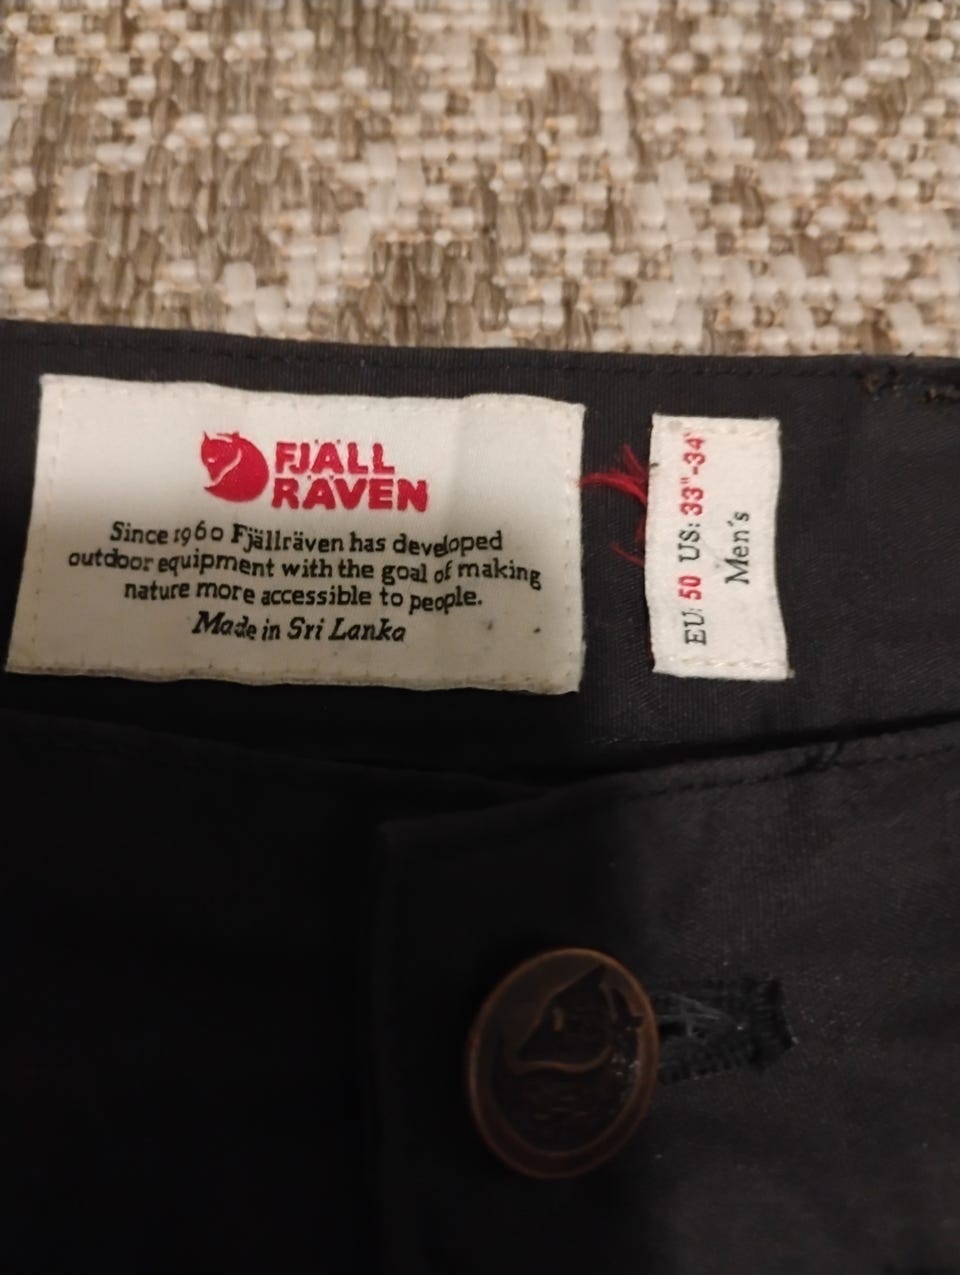 FJÄLL
RÄVEN
Since 1960 Fjällräven has developed
outdoor equipment with the goal of making
nature more accessible to people.
Made in Sri Lanka
EU: 50 US: 33"-34"
Men's